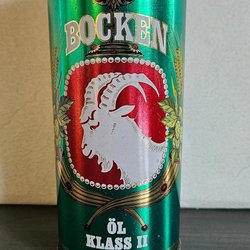 BOCKEN
ÖL
KLASS II